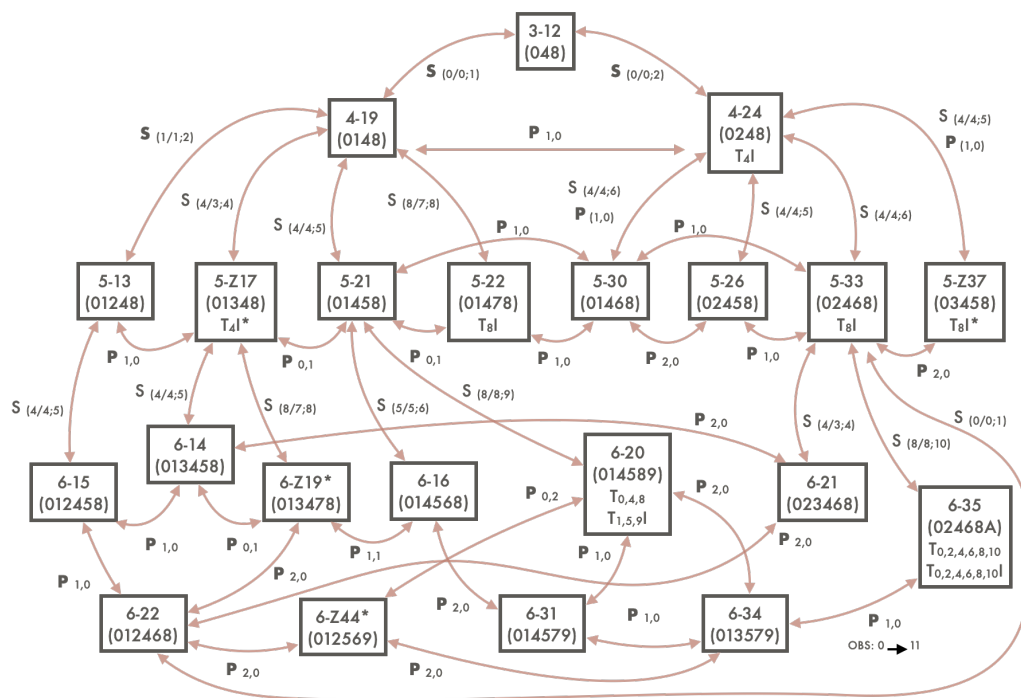 3-12
(048)
S (0/0;1)
S (0/0;2)
4-19
(0148)
4-24
(0248)
T4I
S (1/1;2)
P 1,0
S (4/4;5)
P (1,0)
S (4/3;4)
S (4/4;5)
S (8/7;8)
S (4/4;6)
P (1,0)
S (4/4;5)
S (4/4;6)
P 1,0
P 1,0
5-13
(01248)
5-Z17
(01348)
T4I*
5-21
(01458)
5-22
(01478)
T8I
5-30
(01468)
5-26
(02458)
5-33
(02468)
T8I
5-Z37
(03458)
T8I*
P 1,0
P 0,1
P 0,1
P 1,0
P 2,0
P 1,0
P 2,0
S (4/4;5)
S (4/4;5)
S (8/7;8)
S (5/5;6)
S (8/8;9)
S (4/3;4)
S (8/8;10)
S (0/0;1)
P 2,0
6-15
(012458)
6-14
(013458)
6-Z19*
(013478)
6-16
(014568)
6-20
(014589)
T0,4,8
T1,5,9I
6-21
(023468)
6-35
(02468A)
T0,2,4,6,8,10
T0,2,4,6,8,10I
P 0,2
P 2,0
P 1,0
P 0,1
P 1,1
P 1,0
P 2,0
P 1,0
P 2,0
P 2,0
6-22
(012468)
6-Z44*
(012569)
6-31
(014579)
6-34
(013579)
P 1,0
P 1,0
P 2,0
P 2,0
OBS: 0 → 11